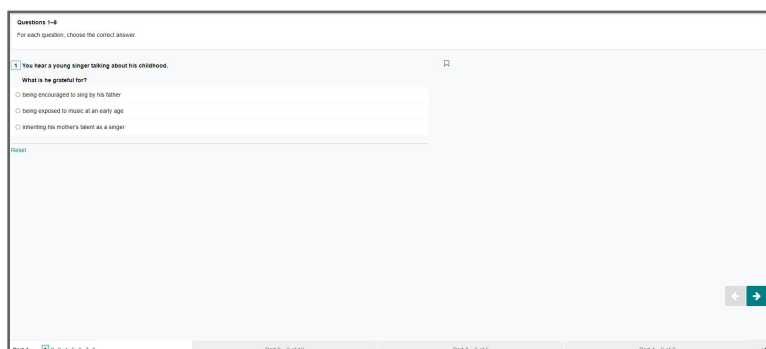 Questions 1–8
For each question, choose the correct answer.
1 You hear a young singer talking about his childhood.
What is he grateful for?
being encouraged to sing by his father
being exposed to music at an early age
inheriting his mother's talent as a singer
Reset